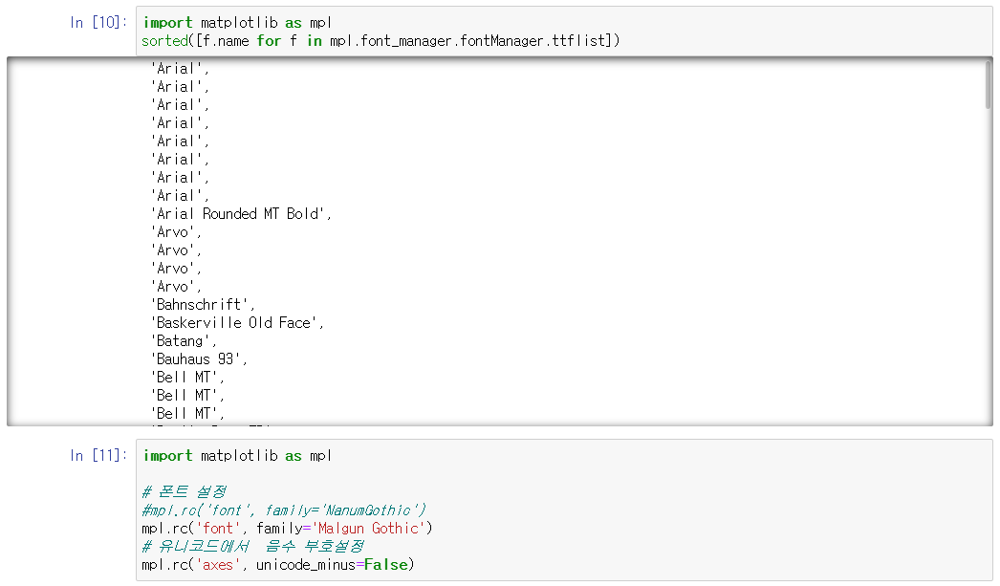 In [10]:
import matplotlib as mpl
sorted([f.name for f in mpl.font_manager.fontManager.ttflist])
'Arial',
'Arial',
'Arial',
'Arial',
'Arial',
'Arial',
'Arial',
'Arial',
'Arial Rounded MT Bold',
'Arvo',
'Arvo',
'Arvo',
'Arvo',
'Bahnschrift',
'Baskerville Old Face',
'Batang',
'Bauhaus 93',
'Bell MT',
'Bell MT',
'Bell MT',
In [11]:
import matplotlib as mpl
# 폰트 설정
#mpl.rc('font', family='NanumGothic')
mpl.rc('font', family='Malgun Gothic')
# 유니코드에서  음수 부호설정
mpl.rc('axes', unicode_minus=False)